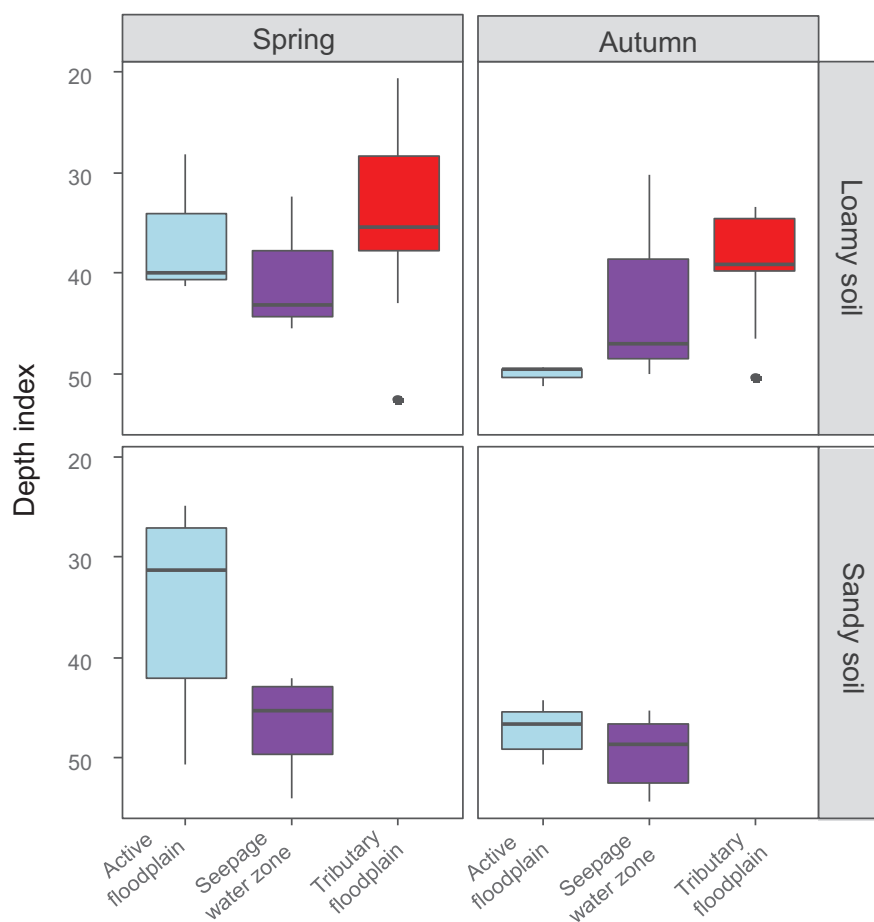 Spring
Autumn
20
30
40
50
Loamy soil
Depth index
20
30
40
50
Sandy soil
Active
floodplain
Seepage
water zone
Tributary
floodplain
Active
floodplain
Seepage
water zone
Tributary
floodplain